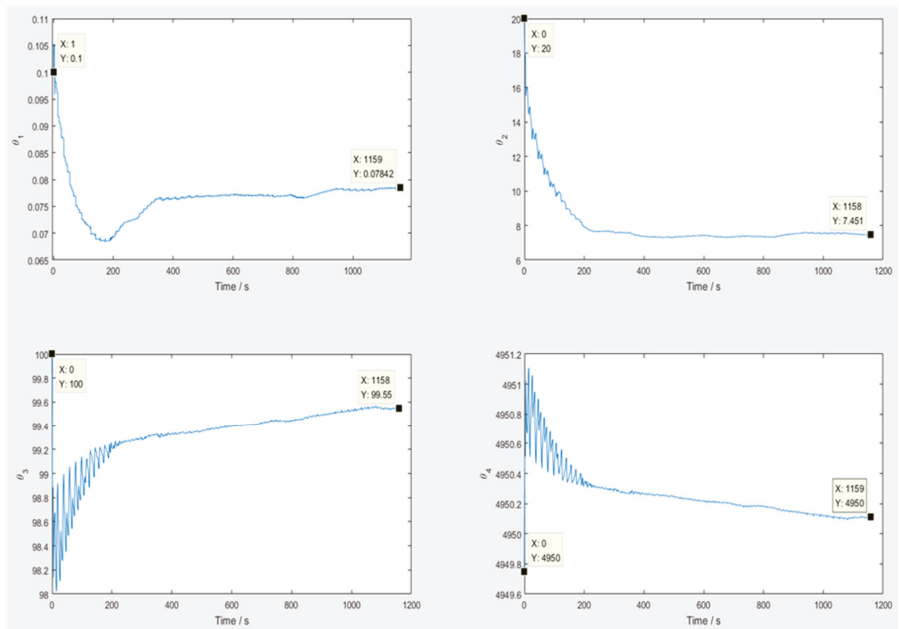 0.11
0.105
0.1
0.095
0.09
0.085
0.08
0.075
0.07
0.065
θ1
X: 1
Y: 0.1
X: 1159
Y: 0.07842
0 200 400 600 800 1000
Time / s
20
18
16
14
12
10
8
6
θ2
X: 0
Y: 20
X: 1158
Y: 7.451
0 200 400 600 800 1000 1200
Time / s
100
99.8
99.6
99.4
99.2
99
98.8
98.6
98.4
98.2
98
θ3
X: 0
Y: 100
X: 1158
Y: 99.55
0 200 400 600 800 1000 1200
Time / s
4951.2
4951
4950.8
4950.6
4950.4
4950.2
4950
4949.8
4949.6
θ4
X: 1159
Y: 4950
X: 0
Y: 4950
0 200 400 600 800 1000 1200
Time / s